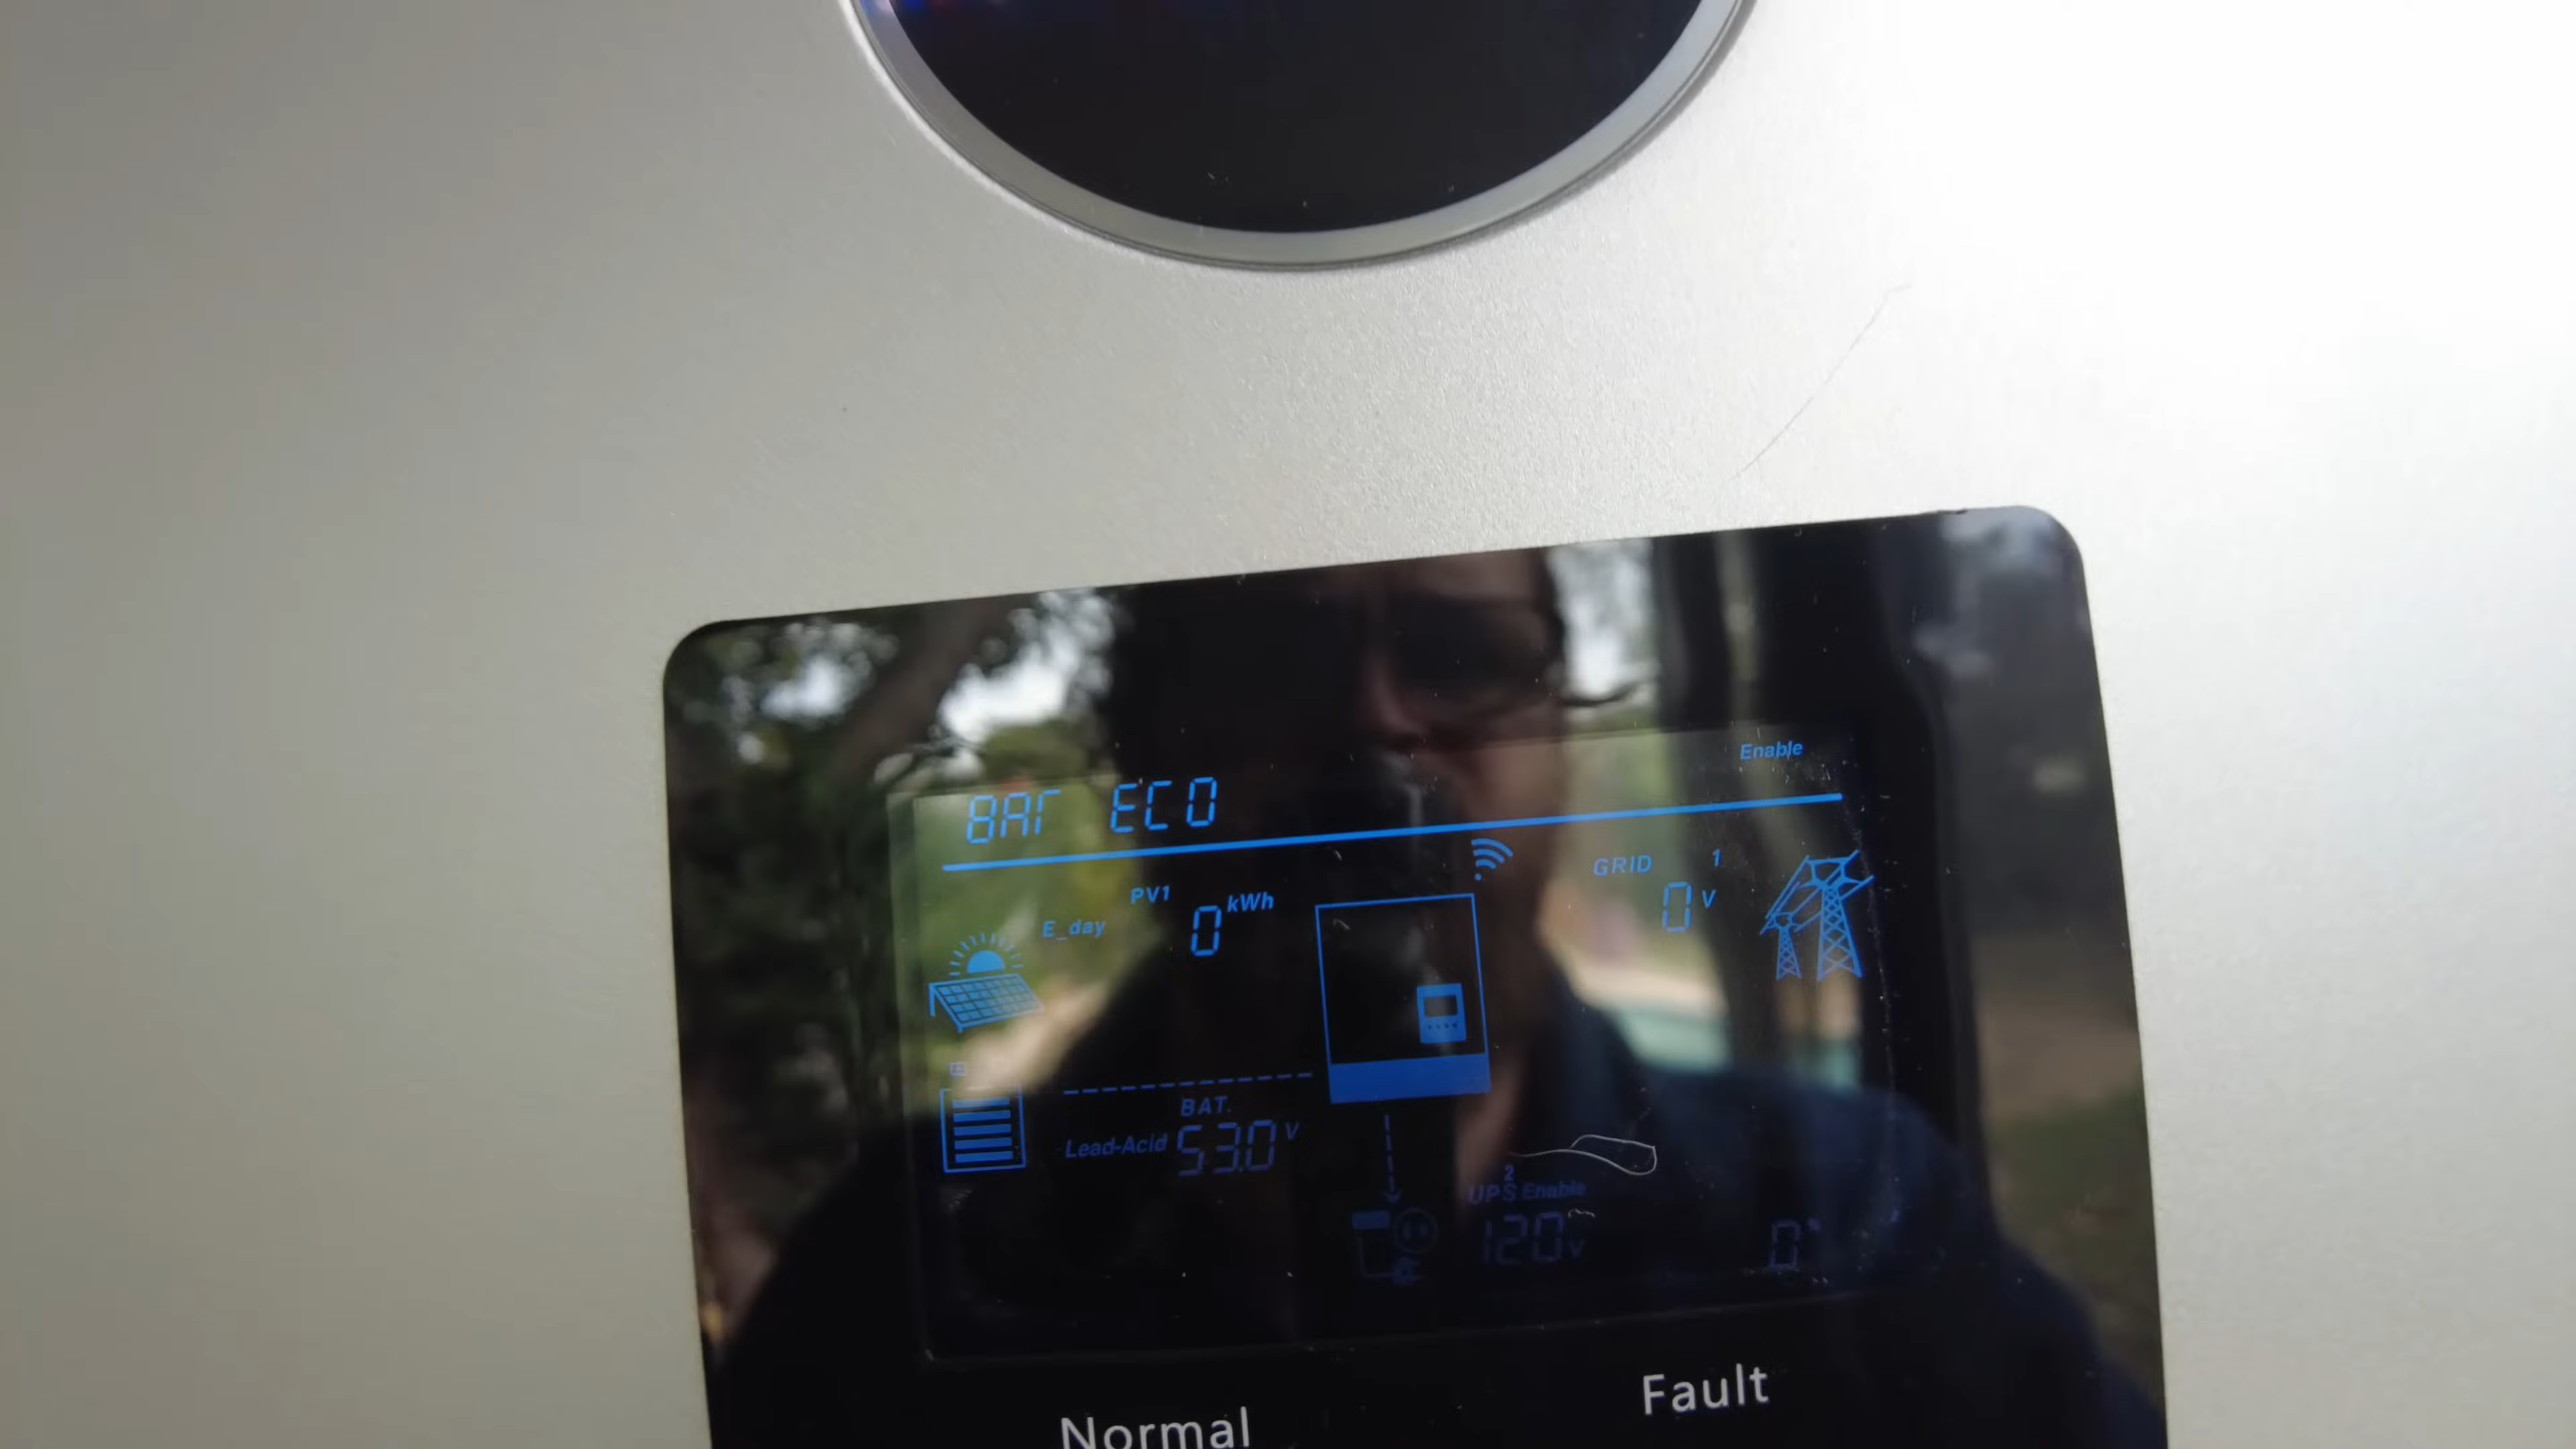 BAT ECO
Enable
PV1
E_day
0 kWh
GRID 1
0 V
BAT.
Lead-Acid 53.0 V
2
UPS Enable
120 V
0
Normal
Fault